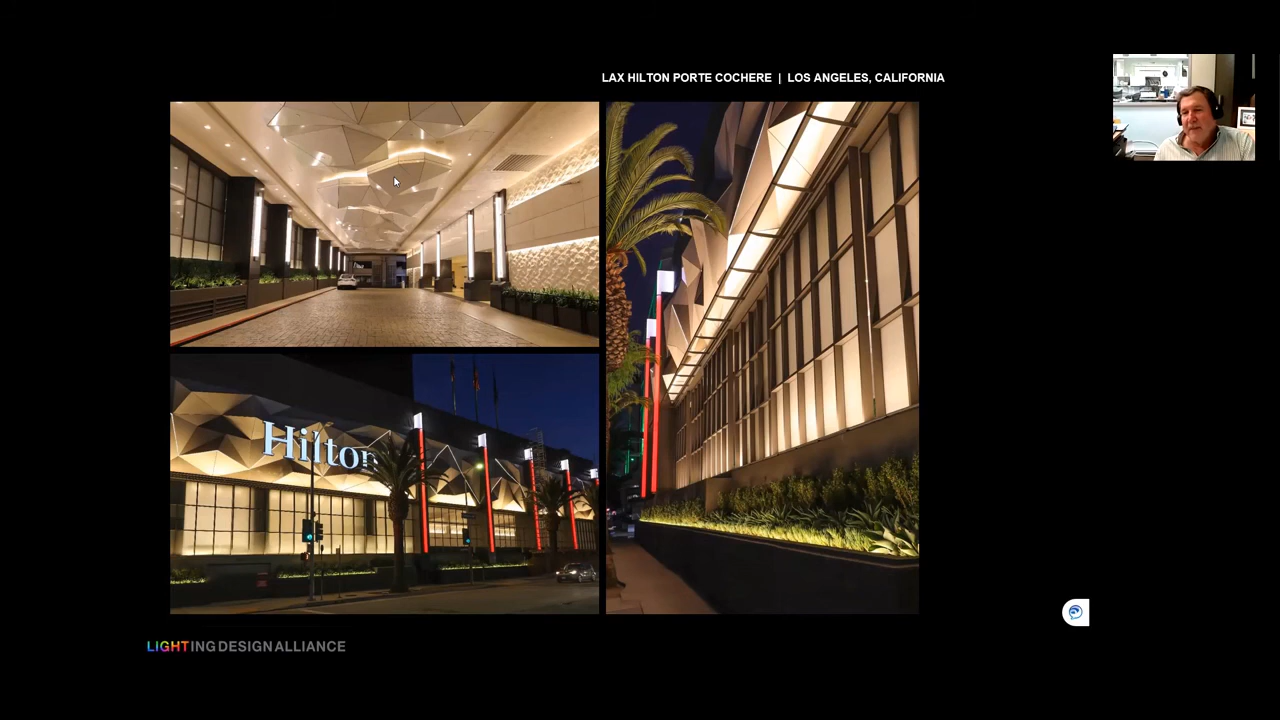 LAX HILTON PORTE COCHERE | LOS ANGELES, CALIFORNIA
Hilton
LIGHTING DESIGN ALLIANCE